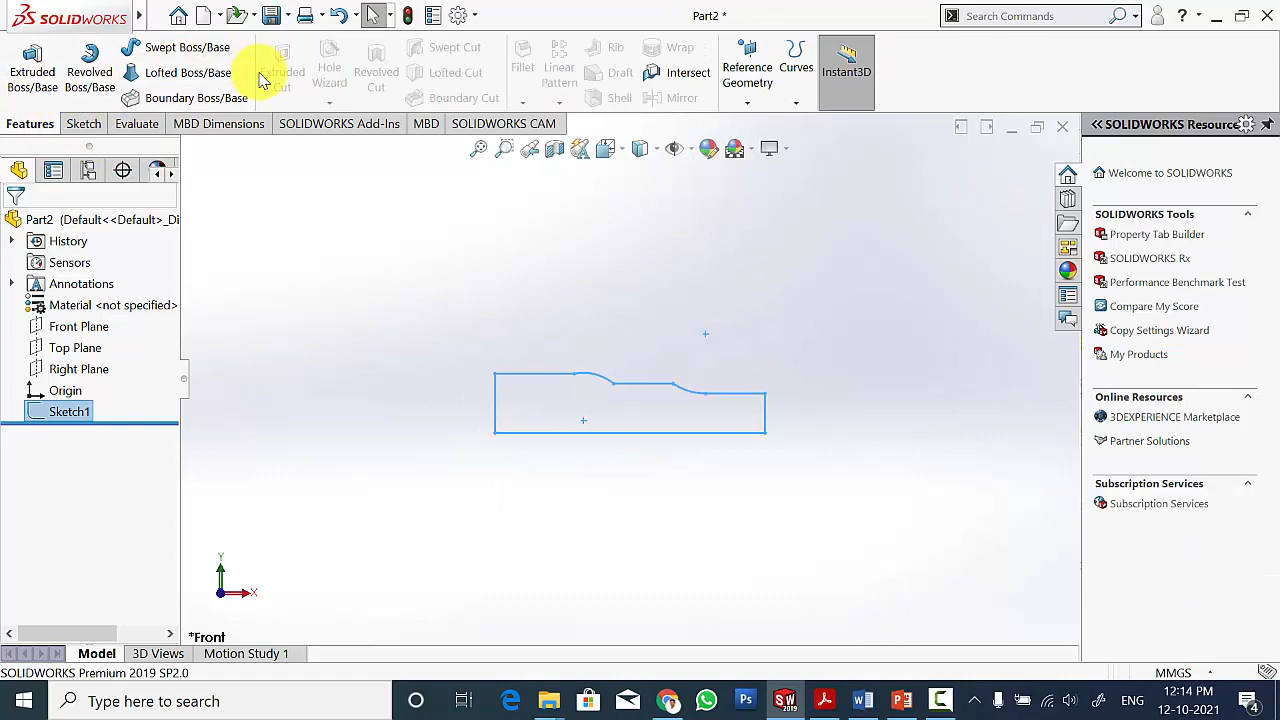 SOLIDWORKS
Part2 *
Search Commands
?
Extruded Boss/Base
Revolved Boss/Base
Swept Boss/Base
Lofted Boss/Base
Boundary Boss/Base
Extruded Cut
Hole Wizard
Revolved Cut
Swept Cut
Lofted Cut
Boundary Cut
Fillet
Linear Pattern
Rib
Draft
Shell
Wrap
Intersect
Mirror
Reference Geometry
Curves
Instant3D
Features
Sketch
Evaluate
MBD Dimensions
SOLIDWORKS Add-Ins
MBD
SOLIDWORKS CAM
SOLIDWORKS Resource
Part2 (Default<<Default>_Di
History
Sensors
Annotations
Material <not specified>
Front Plane
Top Plane
Right Plane
Origin
Sketch1
Welcome to SOLIDWORKS
SOLIDWORKS Tools
Property Tab Builder
SOLIDWORKS Rx
Performance Benchmark Test
Compare My Score
Copy Settings Wizard
My Products
Online Resources
3DEXPERIENCE Marketplace
Partner Solutions
Subscription Services
Subscription Services
Y
X
*Front
Model
3D Views
Motion Study 1
SOLIDWORKS Premium 2019 SP2.0
MMGS
Type here to search
ENG
12:14 PM
12-10-2021
4